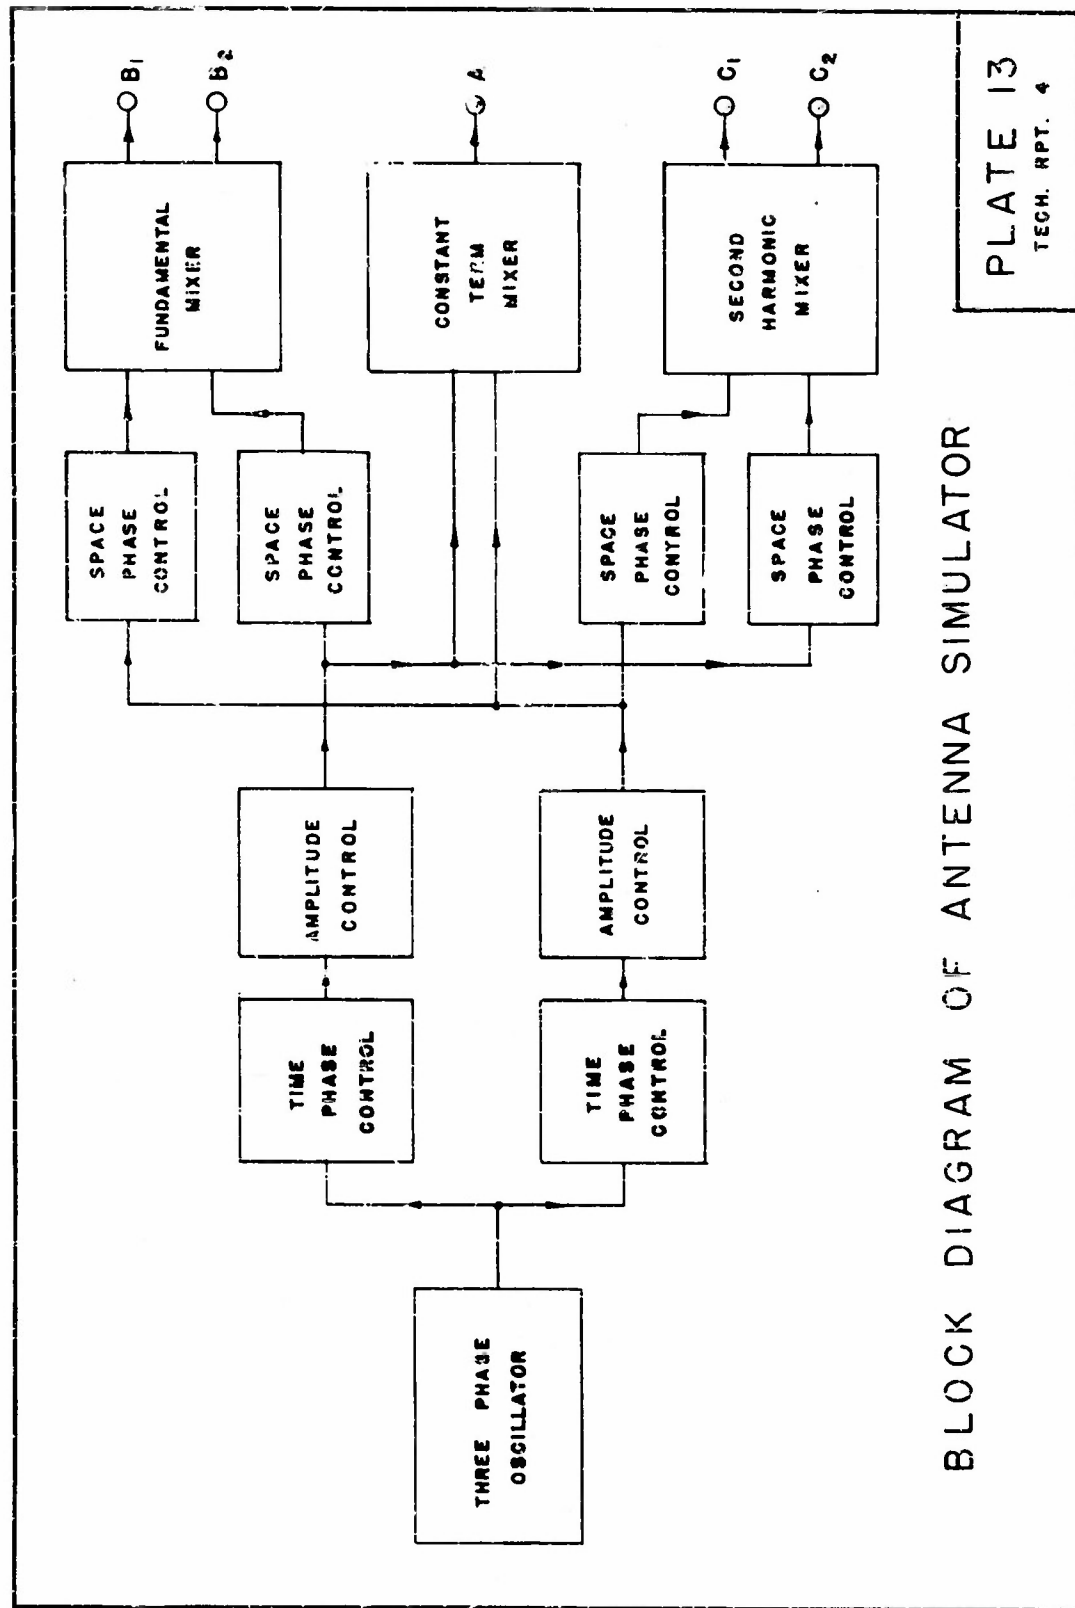 THREE PHASE
OSCILLATOR
TIME
PHASE
CONTROL
TIME
PHASE
CONTROL
AMPLITUDE
CONTROL
AMPLITUDE
CONTROL
SPACE
PHASE
CONTROL
SPACE
PHASE
CONTROL
SPACE
PHASE
CONTROL
SPACE
PHASE
CONTROL
FUNDAMENTAL
MIXER
CONSTANT
TERM
MIXER
SECOND
HARMONIC
MIXER
B1
B2
A
C1
C2
BLOCK DIAGRAM OF ANTENNA SIMULATOR
PLATE 13
TECH. RPT. 4